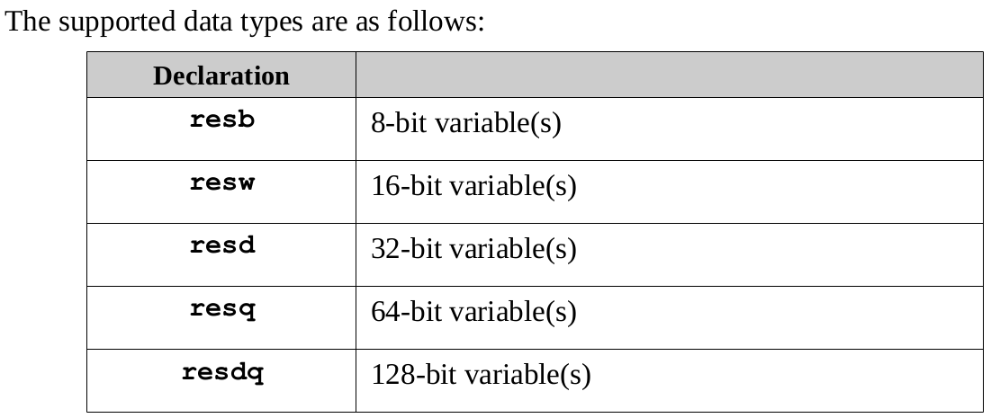 The supported data types are as follows:
Declaration
resb 8-bit variable(s)
resw 16-bit variable(s)
resd 32-bit variable(s)
resq 64-bit variable(s)
resdq 128-bit variable(s)